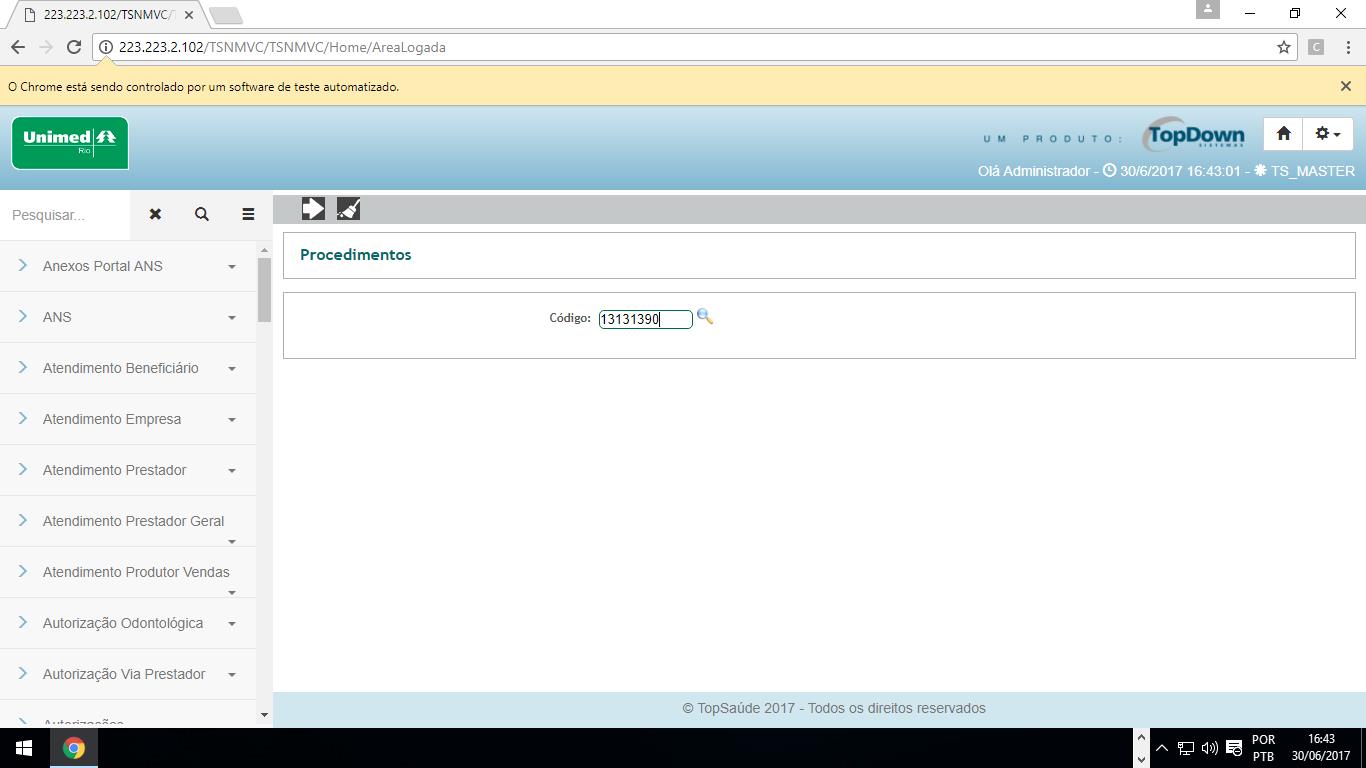 223.223.2.102/TSNMVC/T
223.223.2.102/TSNMVC/TSNMVC/Home/AreaLogada
C
O Chrome está sendo controlado por um software de teste automatizado.
Unimed
Rio
UM PRODUTO:
TopDown
SISTEMAS
Olá Administrador - 30/6/2017 16:43:01 - TS_MASTER
Pesquisar...
Procedimentos
Código: 13131390
Anexos Portal ANS
ANS
Atendimento Beneficiário
Atendimento Empresa
Atendimento Prestador
Atendimento Prestador Geral
Atendimento Produtor Vendas
Autorização Odontológica
Autorização Via Prestador
Autorizações
© TopSaúde 2017 - Todos os direitos reservados
POR
PTB
16:43
30/06/2017